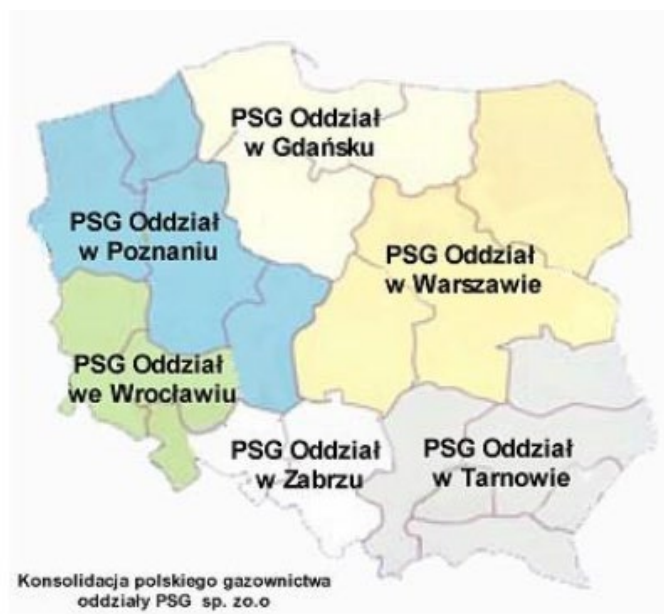 PSG Oddział
w Gdańsku
PSG Oddział
w Poznaniu
PSG Oddział
w Warszawie
PSG Oddział
we Wrocławiu
PSG Oddział
w Zabrzu
PSG Oddział
w Tarnowie
Konsolidacja polskiego gazownictwa
oddziały PSG sp. zo.o